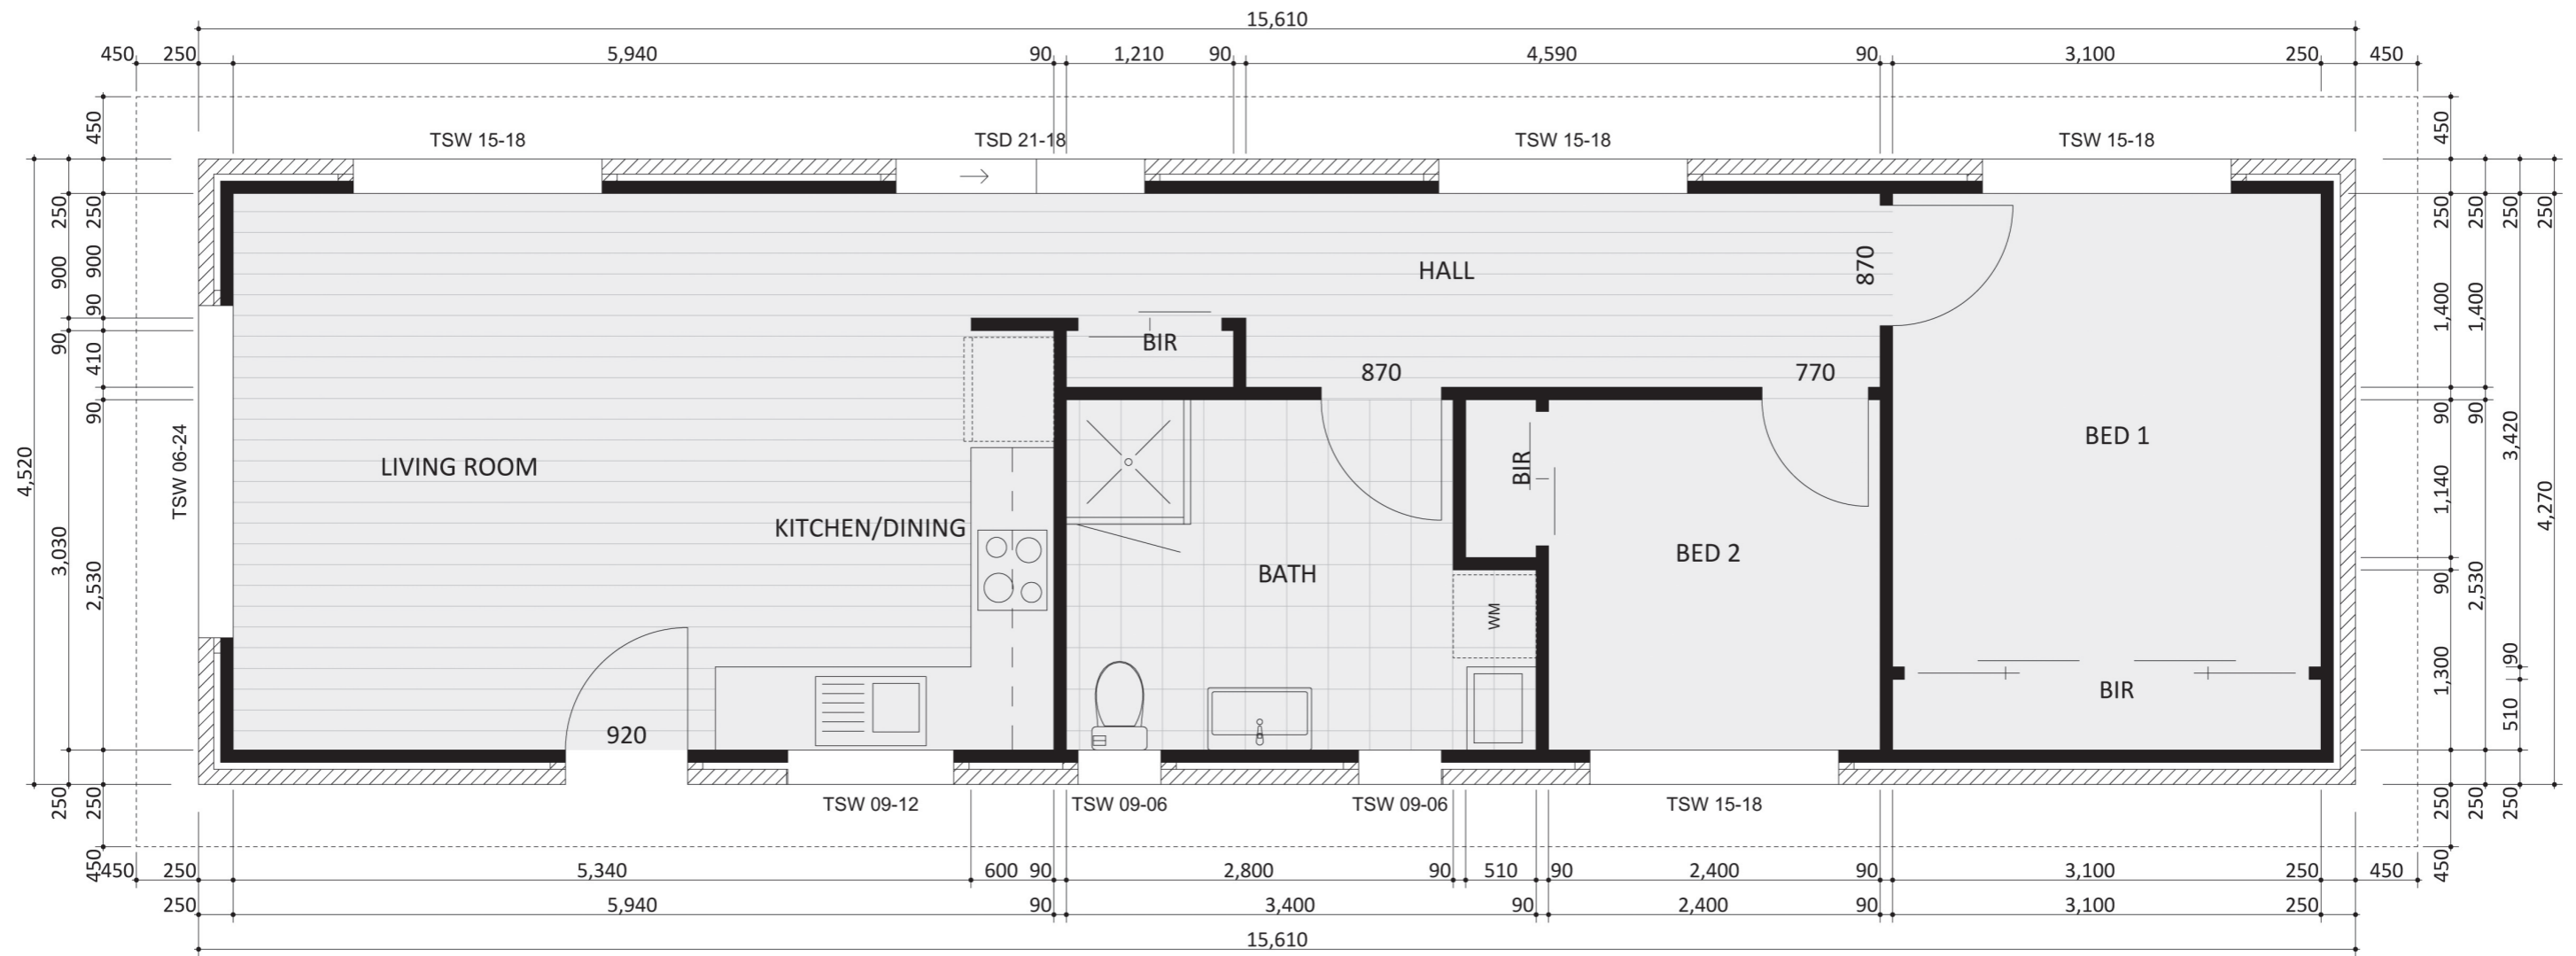 15,610
450 250 5,940 90 1,210 90 4,590 90 3,100 250 450
450
450
TSW 15-18 TSD 21-18 TSW 15-18 TSW 15-18
250 250 250 250 250 250
900 900 870 HALL
90 90 1,400 1,400
BIR
410 870 770
90 90 90
4,520 TSW 06-24 LIVING ROOM BIR BED 1 3,420
KITCHEN/DINING 1,140 4,270
3,030 2,530 BATH BED 2
90 2,530
WM
90
BIR 1,300
510
920
250 250 TSW 09-12 TSW 09-06 TSW 09-06 TSW 15-18 250 250 250
450 450
450 250 5,340 600 90 2,800 90 510 90 2,400 90 3,100 250 450
250 5,940 90 3,400 90 2,400 90 3,100 250
15,610